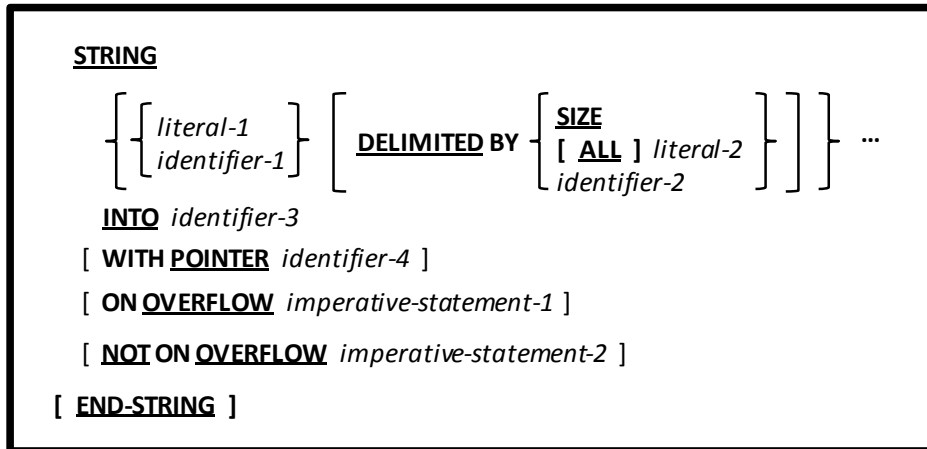 STRING
literal-1
identifier-1
DELIMITED BY
SIZE
[ ALL ] literal-2
identifier-2
...
INTO identifier-3
[ WITH POINTER identifier-4 ]
[ ON OVERFLOW imperative-statement-1 ]
[ NOT ON OVERFLOW imperative-statement-2 ]
[ END-STRING ]